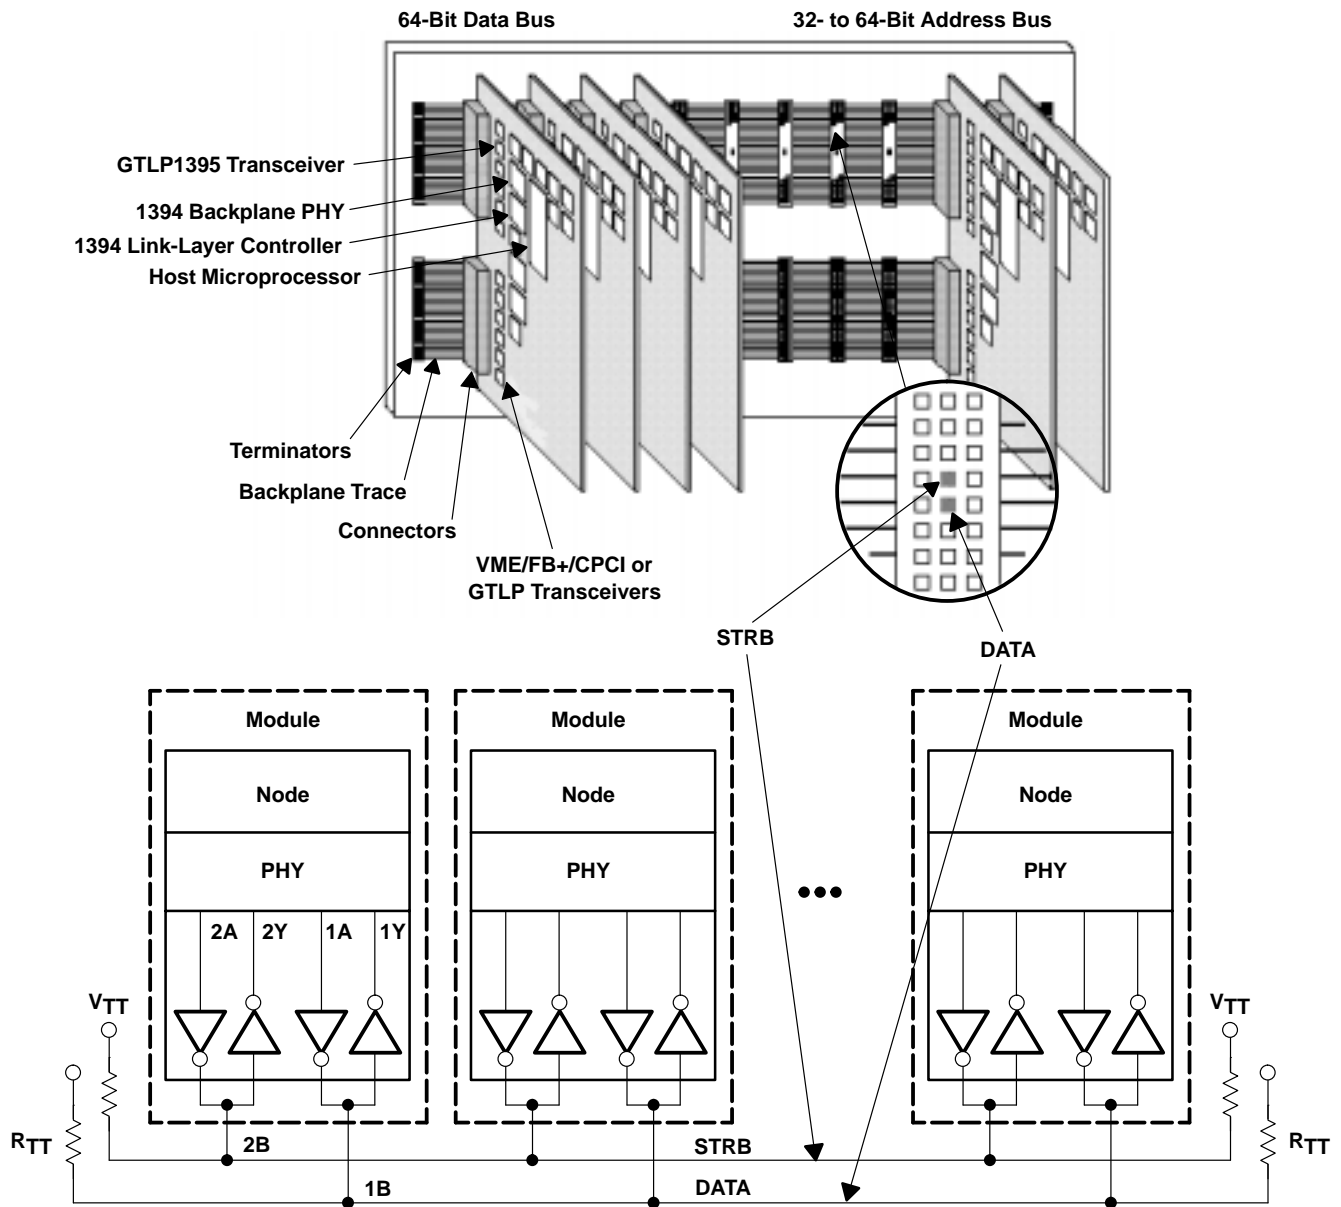 64-Bit Data Bus
32- to 64-Bit Address Bus
GTLP1395 Transceiver
1394 Backplane PHY
1394 Link-Layer Controller
Host Microprocessor
Terminators
Backplane Trace
Connectors
VME/FB+/CPCI or
GTLP Transceivers
STRB
DATA
Module
Module
Module
Node
Node
Node
PHY
PHY
PHY
2A
2Y
1A
1Y
VTT
VTT
RTT
RTT
2B
STRB
1B
DATA